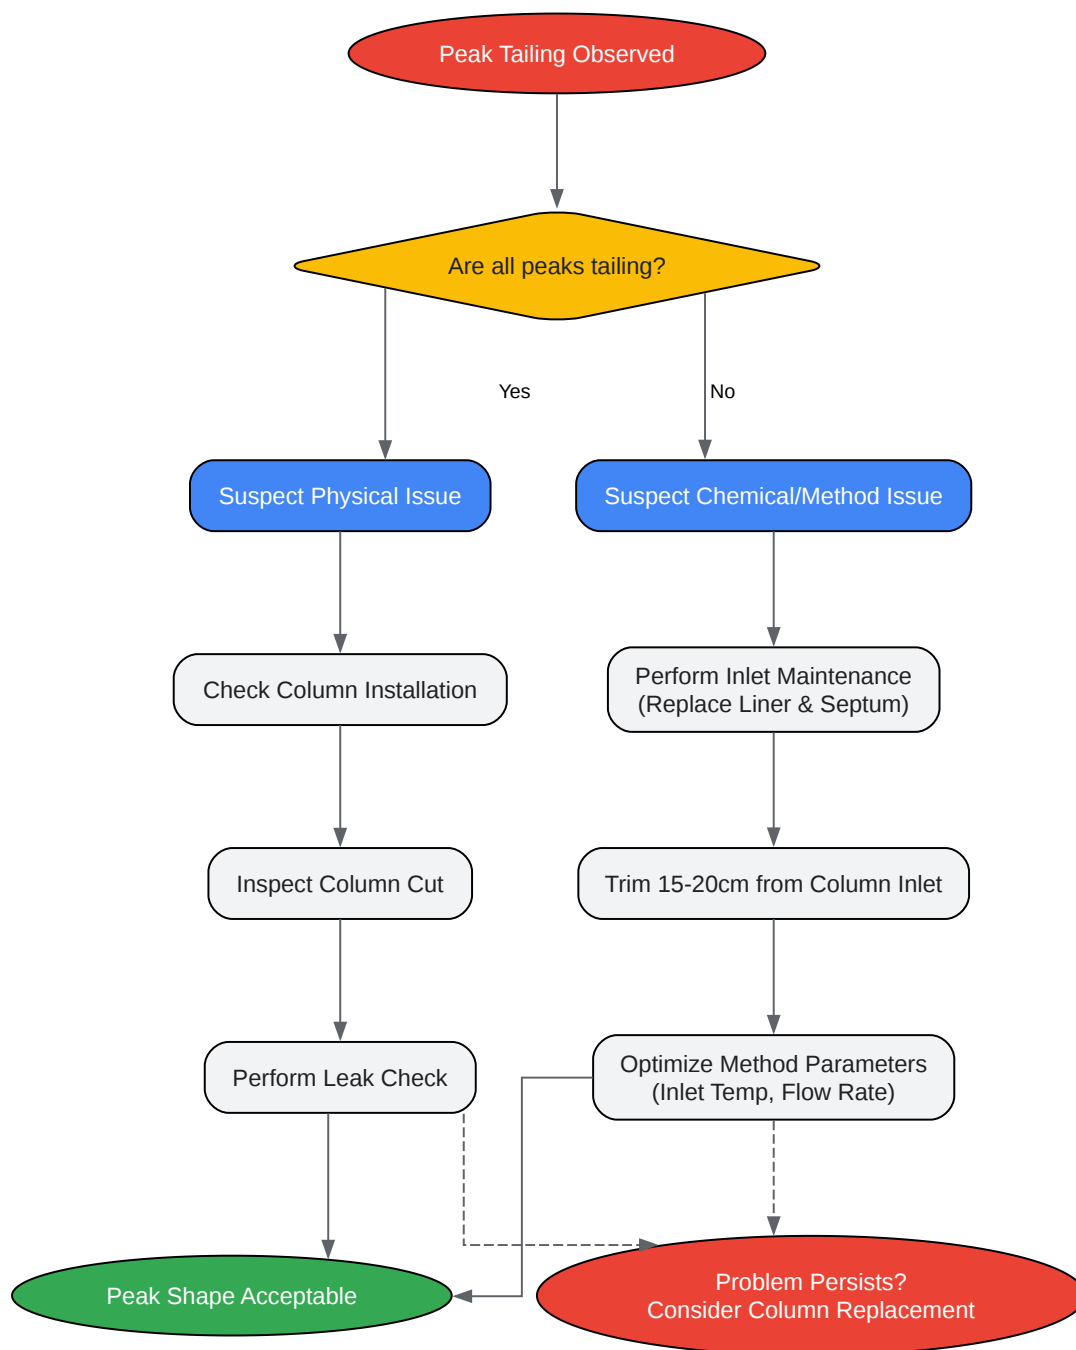 Peak Tailing Observed
Are all peaks tailing?
Yes
No
Suspect Physical Issue
Suspect Chemical/Method Issue
Check Column Installation
Perform Inlet Maintenance
(Replace Liner & Septum)
Inspect Column Cut
Trim 15-20cm from Column Inlet
Perform Leak Check
Optimize Method Parameters
(Inlet Temp, Flow Rate)
Peak Shape Acceptable
Problem Persists?
Consider Column Replacement